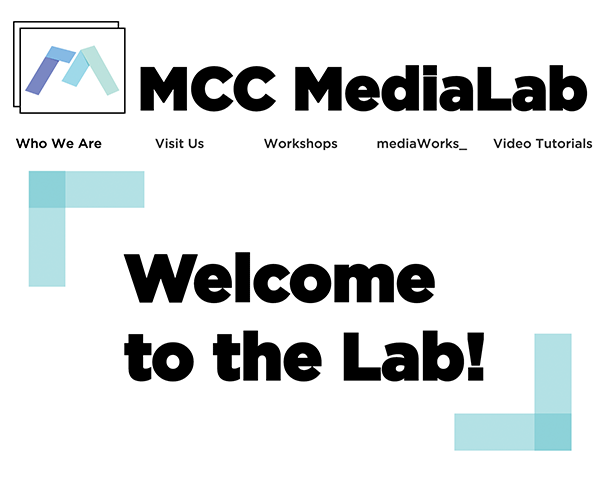 MCC MediaLab
Who We Are Visit Us Workshops mediaWorks_ Video Tutorials
Welcome
to the Lab!